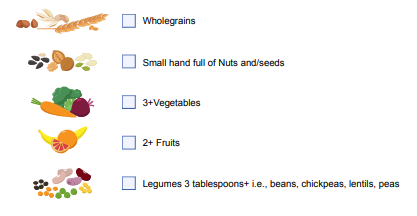 Wholegrains
Small hand full of Nuts and/seeds
3+Vegetables
2+ Fruits
Legumes 3 tablespoons+ i.e., beans, chickpeas, lentils, peas